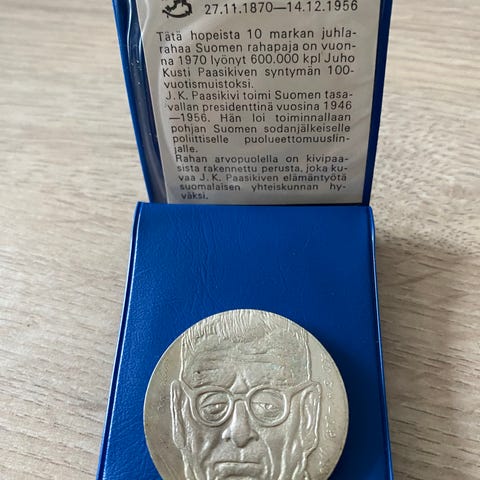 27.11.1870—14.12.1956
Tätä hopeista 10 markan juhla-
rahaa Suomen rahapaja on vuon-
na 1970 lyönyt 600.000 kpl Juho
Kusti Paasikiven syntymän 100-
vuotismuistoksi.
J. K. Paasikivi toimi Suomen tasa-
vallan presidenttinä vuosina 1946
—1956. Hän loi toiminnallaan
pohjan Suomen sodanjälkeiselle
poliittiselle puolueettomuuslin-
jalle.
Rahan arvopuolella on kivipaa-
sista rakennettu perusta, joka ku-
vaa J. K. Paasikiven elämäntyötä
suomalaisen yhteiskunnan hy-
väksi.